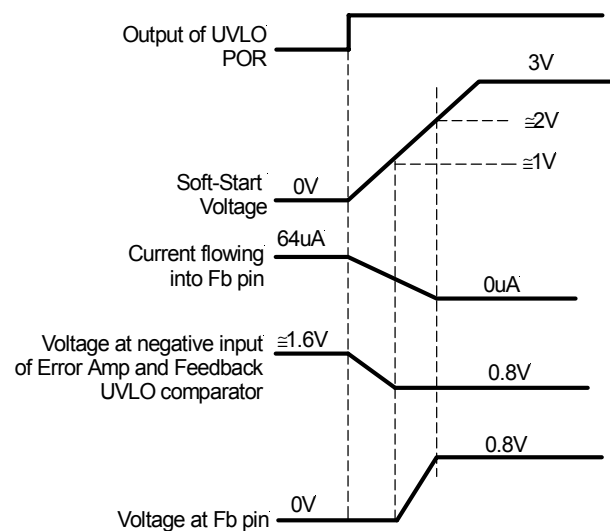 Output of UVLO
POR
3V
≅2V
≅1V
Soft-Start
Voltage
0V
64uA
Current flowing
into Fb pin
0uA
Voltage at negative input
of Error Amp and Feedback
UVLO comparator
≅1.6V
0.8V
0.8V
Voltage at Fb pin
0V